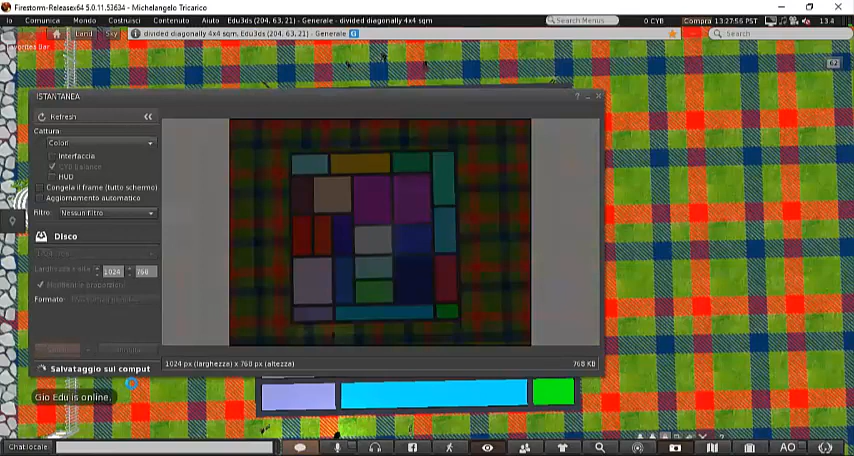 Firestorm-Releasex64 5.0.11.53634 - Michelangelo Tricarico
Io Comunica Mondo Costruisci Contenuto Aiuto Edu3ds (204, 63, 21) - Generale - divided diagonally 4x4 sqm
Search Menus 0 CYB Compra 13:27:56 PST 13.4
Land Sky divided diagonally 4x4 sqm, Edu3ds (204, 63, 21) - Generale G Search
Favorites Bar
62
ISTANTANEA
Refresh
Cattura:
Colori
Interfaccia
CYB Balance
HUD
Congela il frame (tutto schermo)
Aggiornamento automatico
Filtro: Nessun filtro
Disco
1024 768
Formato:
1024 px (larghezza) x 768 px (altezza) 768 KB
Salvataggio sul comput
Gio Edu is online.
Chat locale AO